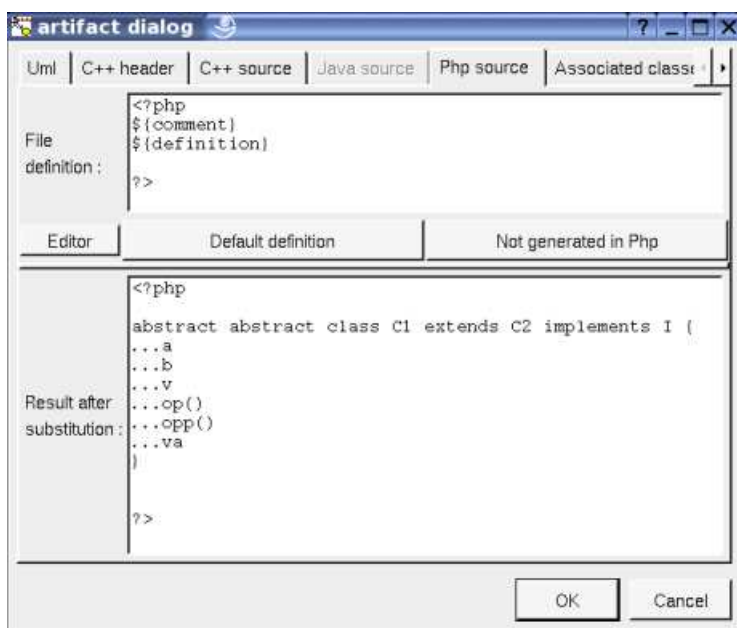 artifact dialog
?
Uml C++ header C++ source Java source Php source Associated classe
File
definition :
<?php
${comment}
${definition}
?>
Editor Default definition Not generated in Php
Result after
substitution :
<?php
abstract abstract class C1 extends C2 implements I {
...a
...b
...v
...op()
...opp()
...va
}
?>
OK Cancel